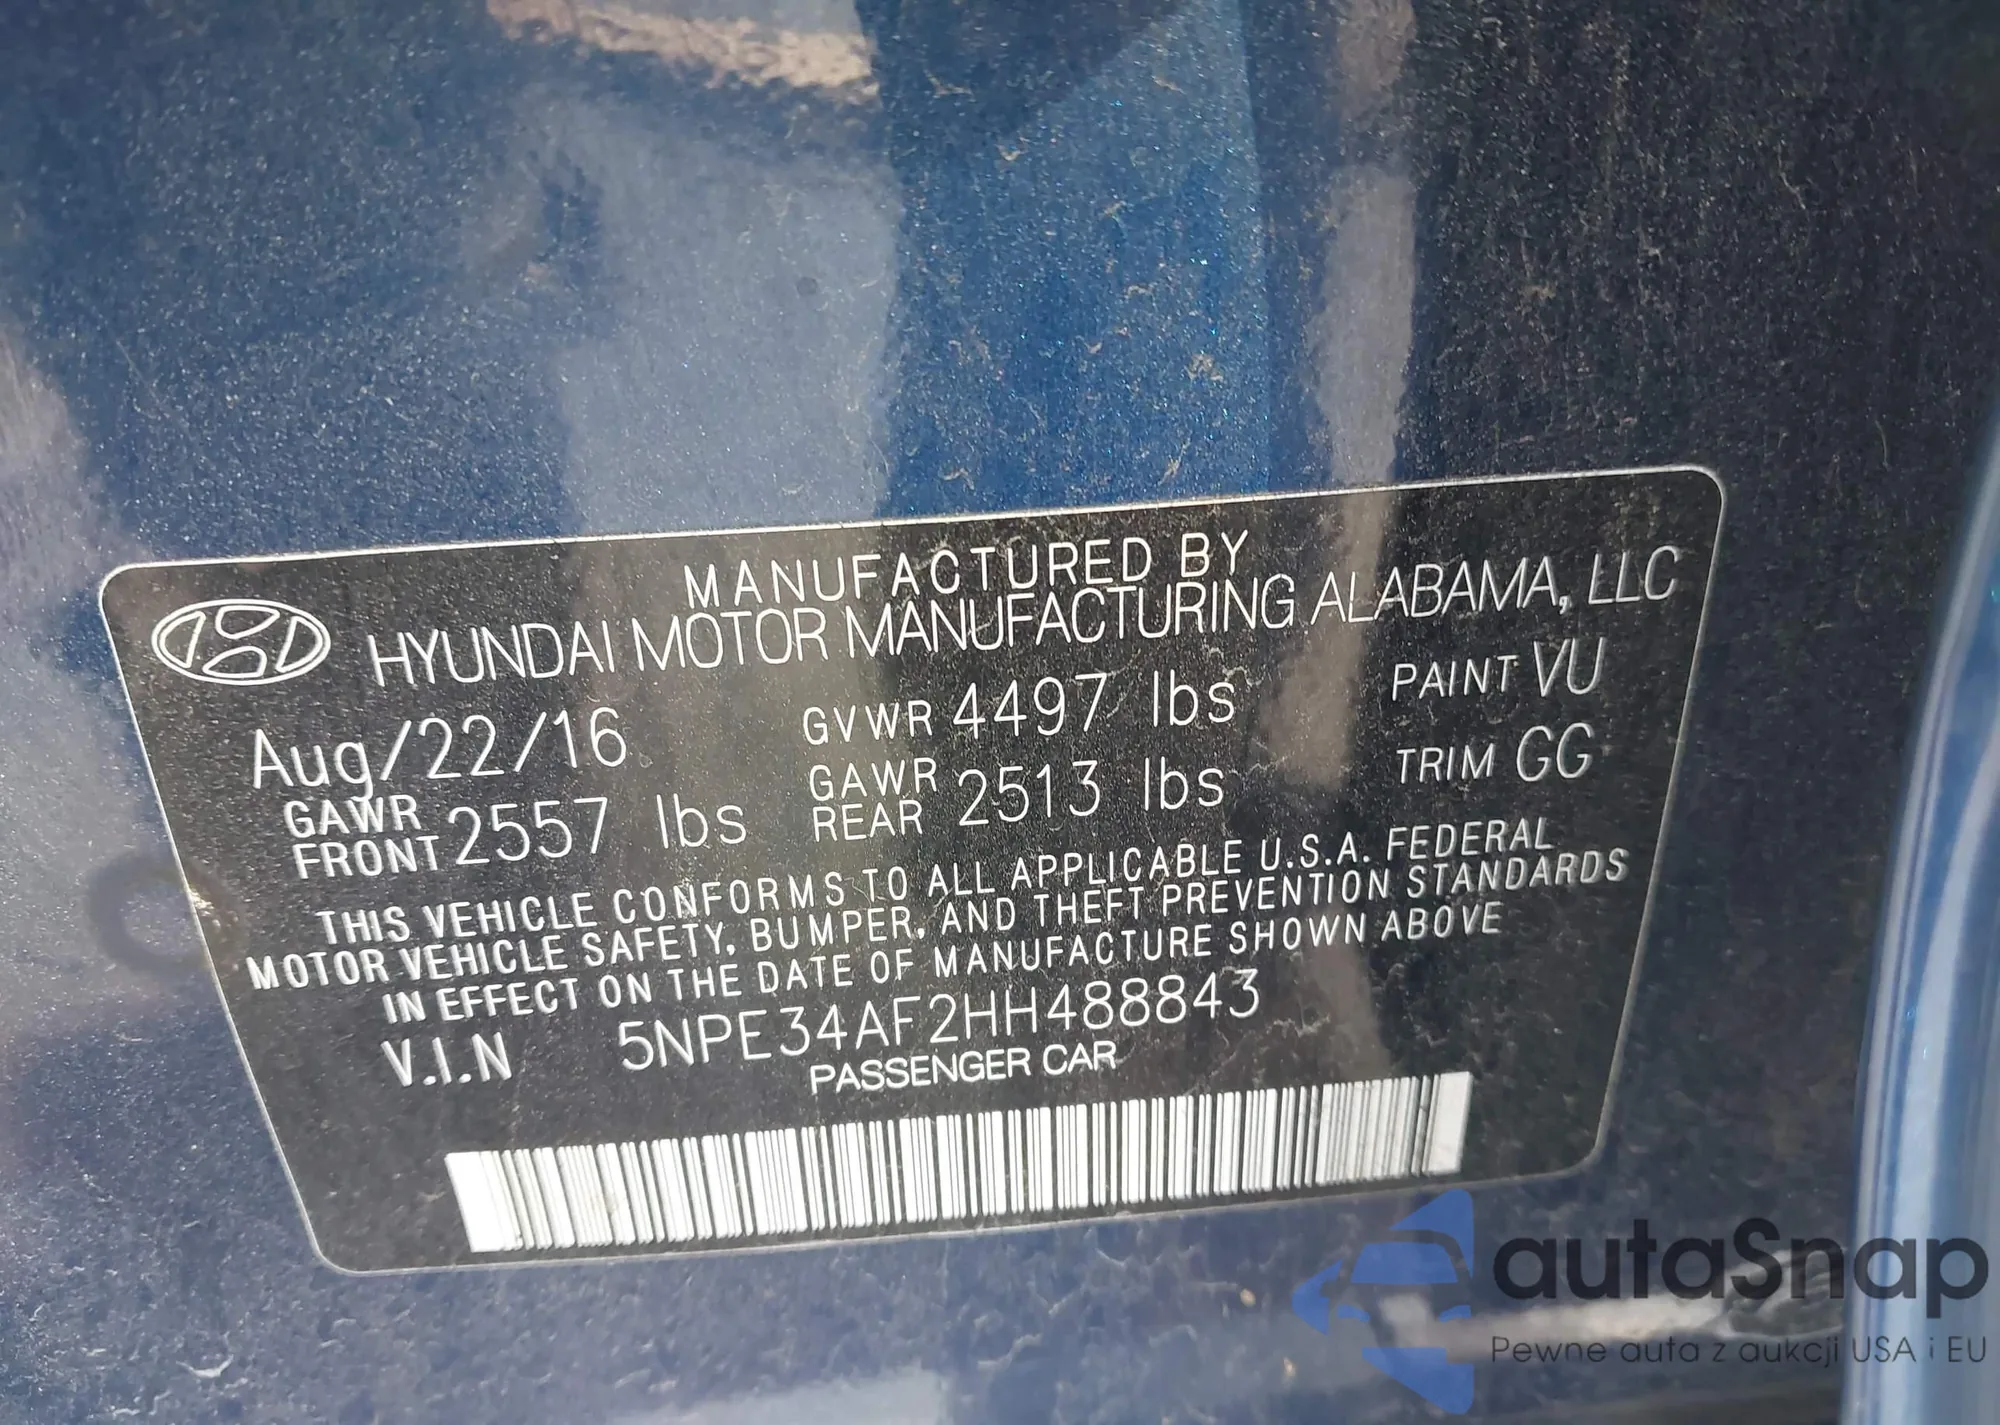 MANUFACTURED BY
HYUNDAI MOTOR MANUFACTURING ALABAMA, LLC
Aug/22/16 GVWR 4497 lbs PAINT VU
GAWR FRONT 2557 lbs GAWR REAR 2513 lbs TRIM GG
THIS VEHICLE CONFORMS TO ALL APPLICABLE U.S.A. FEDERAL
MOTOR VEHICLE SAFETY, BUMPER, AND THEFT PREVENTION STANDARDS
IN EFFECT ON THE DATE OF MANUFACTURE SHOWN ABOVE
V.I.N 5NPE34AF2HH488843
PASSENGER CAR
autaSnap
Pewne auta z aukcji USA i EU